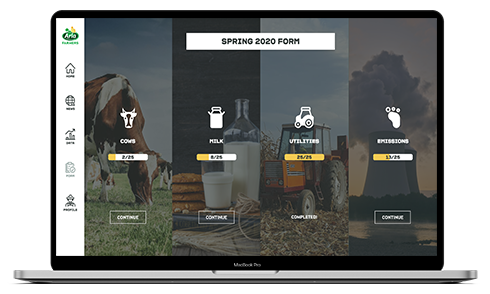 Arla
FARMERS
HOME
NEWS
DATA
FORM
PROFILE
SPRING 2020 FORM
COWS
2/25
CONTINUE
MILK
8/25
CONTINUE
UTILITIES
25/25
COMPLETED!
EMISSIONS
13/25
CONTINUE
MacBook Pro